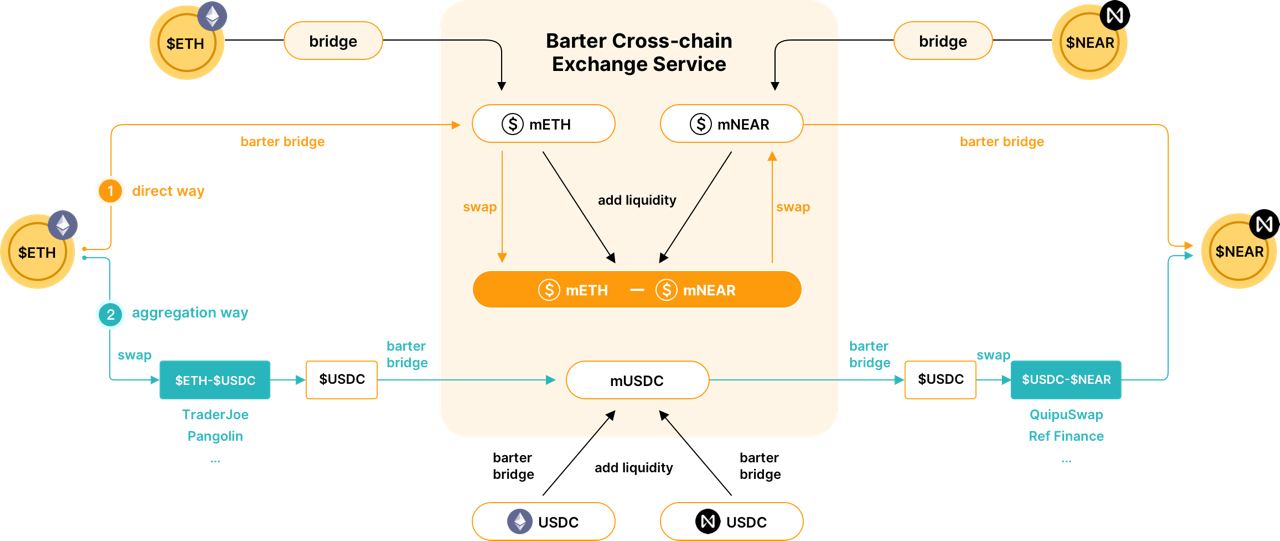 $ETH
bridge
Barter Cross-chain
Exchange Service
bridge
$NEAR
$ mETH
$ mNEAR
barter bridge
barter bridge
1 direct way
swap
add liquidity
swap
$ETH
$NEAR
$ mETH — $ mNEAR
2 aggregation way
swap
$ETH-$USDC
$USDC
barter
bridge
mUSDC
barter
bridge
$USDC
swap
$USDC-$NEAR
TraderJoe
Pangolin
...
QuipuSwap
Ref Finance
...
barter
bridge
add liquidity
barter
bridge
USDC
USDC